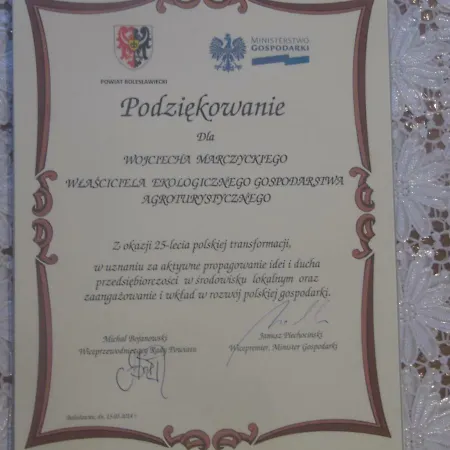 MINISTERSTWO
GOSPODARKI
POWIAT BOLESŁAWIECKI
Podziękowanie
Dla
WOJCIECHA MARCZYCKIEGO
WŁAŚCICIELA EKOLOGICZNEGO GOSPODARSTWA
AGROTURYSTYCZNEGO
Z okazji 25-lecia polskiej transformacji,
w uznaniu za aktywne propagowanie idei i ducha
przedsiębiorczości w środowisku lokalnym oraz
zaangażowanie i wkład w rozwój polskiej gospodarki.
Michał Bojanowski
Wiceprzewodniczący Rady Powiatu
Janusz Piechociński
Wicepremier, Minister Gospodarki